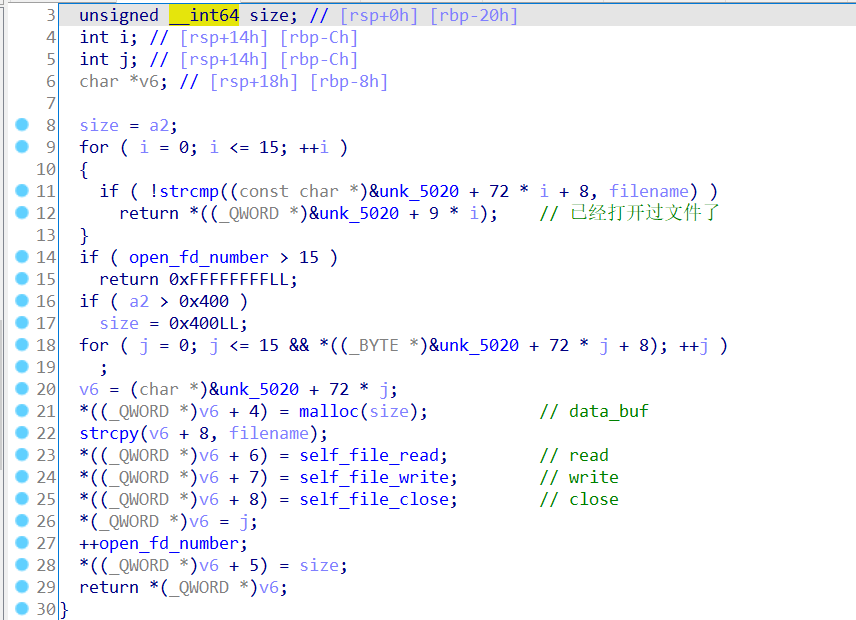 3 unsigned __int64 size; // [rsp+0h] [rbp-20h]
4 int i; // [rsp+14h] [rbp-Ch]
5 int j; // [rsp+14h] [rbp-Ch]
6 char *v6; // [rsp+18h] [rbp-8h]
7
8 size = a2;
9 for ( i = 0; i <= 15; ++i )
10 {
11 if ( !strcmp((const char *)&unk_5020 + 72 * i + 8, filename) )
12 return *((_QWORD *)&unk_5020 + 9 * i); // 已经打开过文件了
13 }
14 if ( open_fd_number > 15 )
15 return 0xFFFFFFFFLL;
16 if ( a2 > 0x400 )
17 size = 0x400LL;
18 for ( j = 0; j <= 15 && *((_BYTE *)&unk_5020 + 72 * j + 8); ++j )
19 ;
20 v6 = (char *)&unk_5020 + 72 * j;
21 *((_QWORD *)v6 + 4) = malloc(size); // data_buf
22 strcpy(v6 + 8, filename);
23 *((_QWORD *)v6 + 6) = self_file_read; // read
24 *((_QWORD *)v6 + 7) = self_file_write; // write
25 *((_QWORD *)v6 + 8) = self_file_close; // close
26 *(_QWORD *)v6 = j;
27 ++open_fd_number;
28 *((_QWORD *)v6 + 5) = size;
29 return *(_QWORD *)v6;
30 }